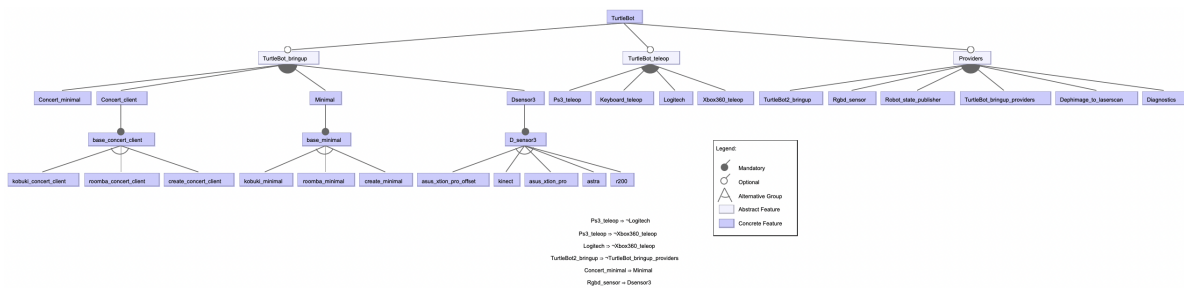 TurtleBot
TurtleBot_bringup
TurtleBot_teleop
Providers
Concert_minimal
Concert_client
Minimal
Dsensor3
Ps3_teleop
Keyboard_teleop
Logitech
Xbox360_teleop
TurtleBot2_bringup
Rgbd_sensor
Robot_state_publisher
TurtleBot_bringup_providers
Dephimage_to_laserscan
Diagnostics
base_concert_client
base_minimal
D_sensor3
kobuki_concert_client
roomba_concert_client
create_concert_client
kobuki_minimal
roomba_minimal
create_minimal
asus_xtion_pro_offset
kinect
asus_xtion_pro
astra
r200
Legend:
Mandatory
Optional
Alternative Group
Abstract Feature
Concrete Feature
Ps3_teleop ⇒ ¬Logitech
Ps3_teleop ⇒ ¬Xbox360_teleop
Logitech ⇒ ¬Xbox360_teleop
TurtleBot2_bringup ⇒ ¬TurtleBot_bringup_providers
Concert_minimal ⇒ Minimal
Rgbd_sensor ⇒ Dsensor3